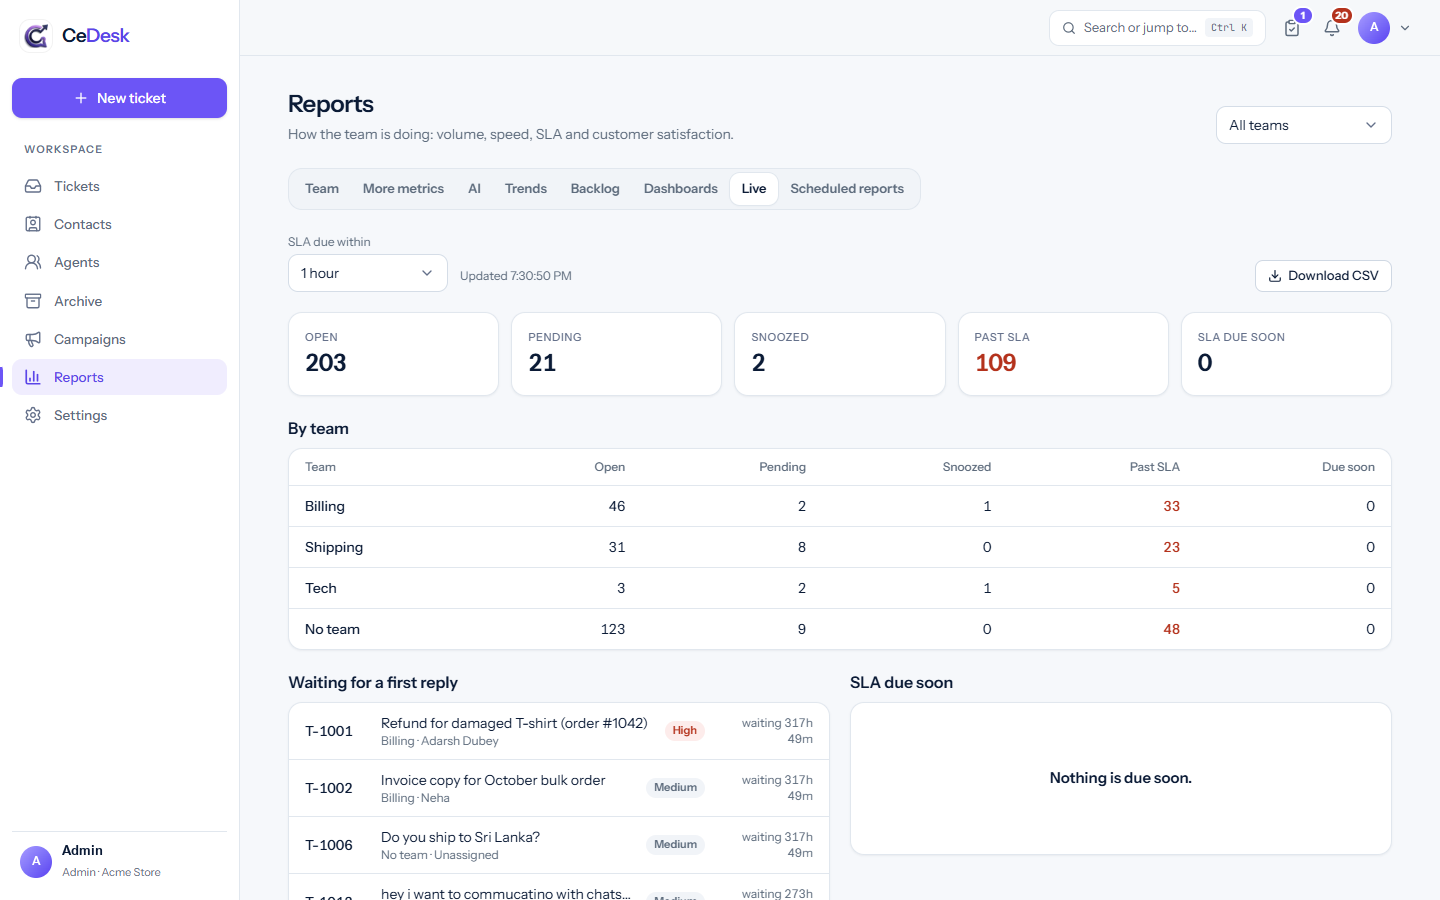 CeDesk
Search or jump to... Ctrl K
1
20
A
New ticket
WORKSPACE
Tickets
Contacts
Agents
Archive
Campaigns
Reports
Settings
A
Admin
Admin · Acme Store
Reports
How the team is doing: volume, speed, SLA and customer satisfaction.
All teams
Team More metrics AI Trends Backlog Dashboards Live Scheduled reports
SLA due within
1 hour
Updated 7:30:50 PM
Download CSV
OPEN
203
PENDING
21
SNOOZED
2
PAST SLA
109
SLA DUE SOON
0
By team
Team Open Pending Snoozed Past SLA Due soon
Billing 46 2 1 33 0
Shipping 31 8 0 23 0
Tech 3 2 1 5 0
No team 123 9 0 48 0
Waiting for a first reply
T-1001 Refund for damaged T-shirt (order #1042) High waiting 317h
Billing · Adarsh Dubey 49m
T-1002 Invoice copy for October bulk order Medium waiting 317h
Billing · Neha 49m
T-1006 Do you ship to Sri Lanka? Medium waiting 317h
No team · Unassigned 49m
hey i want to commucating with chats... waiting 273h
SLA due soon
Nothing is due soon.